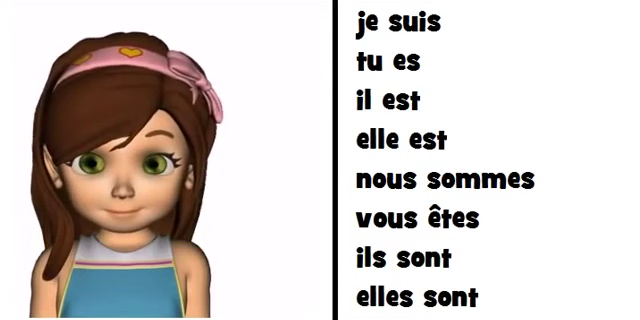 je suis
tu es
il est
elle est
nous sommes
vous êtes
ils sont
elles sont